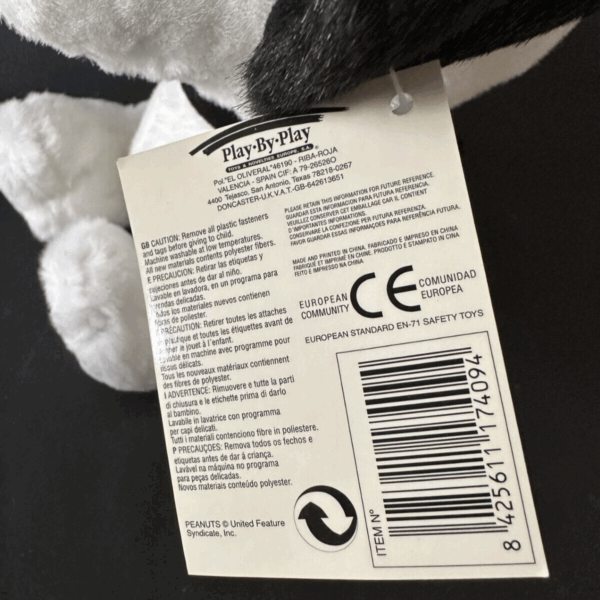 Play·By·Play
TOYS & NOVELTIES EUROPE, S.A.
Pol."EL OLIVERAL"46190 - RIBA-ROJA
VALENCIA - SPAIN CIF: A 79-265260
4400 Tejasco, San Antonio, Texas 78218-0267
DONCASTER-U.K.V.A.T.-GB-642613651
GB CAUTION: Remove all plastic fasteners
and tags before giving to child.
Machine washable at low temperatures.
All new materials contents polyester fibers.
E PRECAUCION: Retirar las etiquetas y
sujeciones antes de dar al niño.
Lavable en lavadora, en un programa para
prendas delicadas.
Todos los materiales nuevos contienen
fibras de poliester.
PRÉCAUTION: Retirer toutes les attaches
plastique et toutes les étiquettes avant de
le jouet à l'enfant.
en machine avec programme pour
délicats.
Tous les nouveaux matériaux contiennent
des fibres de polyester.
I ADVERTENCE: Rimuovere e tutte la parti
di chiusura e le etichette prima di darlo
al bambino.
Lavabile in lavatrice con programma
per capi delicati.
Tutti i materiali contenciono fibre in poliestere.
P PRECAUÇOES: Remova todos os fechos e
etiquetas antes de dar á criança.
Lavável na máquina no programa
para peças delicadas.
Novos materiais conteúdo polyester.
PEANUTS © United Feature
Syndicate, Inc.
PLEASE RETAIN THIS INFORMATION FOR FUTURE REFERENCE.
GUARDAR ESTA INFORMACION PARA FUTURA REFERENCIA.
VEUILLEZ CONSERVER CET EMBALLAGE CAR IL CONTIENT
D'IMPORTANTES INFORMATIONS.
CONSERVARE LA CONFEZIONE PER FUTURA REFERENZA.
FAVOR GUARDAR ESSAS INFORMAÇOES PARA REFERÊNCIA FUTURA.
MADE AND PRINTED IN CHINA. FABRICADO E IMPRESO EN CHINA
FABRIQUÉ ET IMPRIMÉ EN CHINE. PRODOTTO E STAMPATO IN CINA
FEITO E IMPRESSO NA CHINA
EUROPEAN COMMUNITY CE COMUNIDAD EUROPEA
EUROPEAN STANDARD EN-71 SAFETY TOYS
ITEM Nº
8 425611 174094